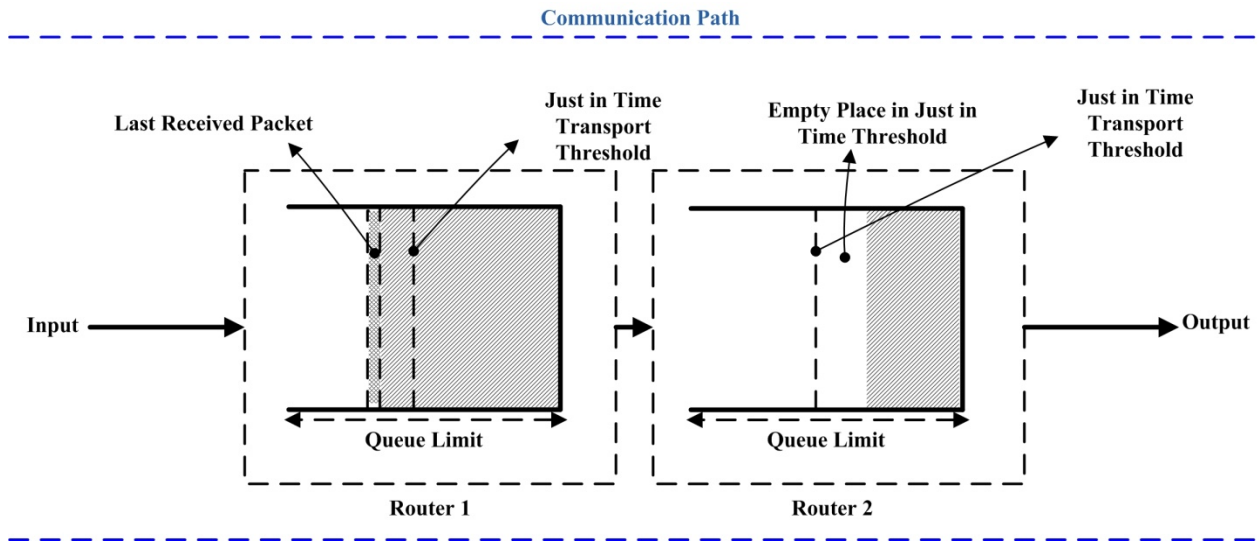 Communication Path
Last Received Packet
Just in Time
Transport
Threshold
Empty Place in Just in
Time Threshold
Just in Time
Transport
Threshold
Input
Output
Queue Limit
Queue Limit
Router 1
Router 2